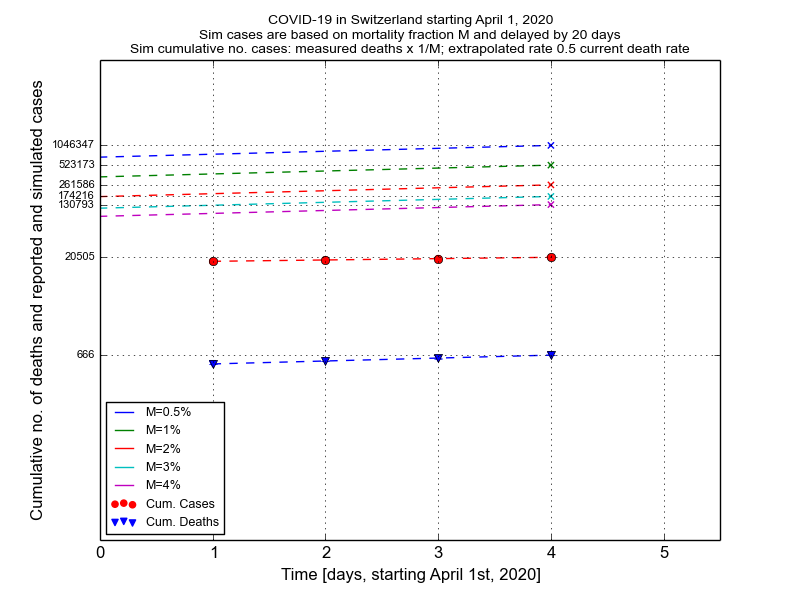 COVID-19 in Switzerland starting April 1, 2020
Sim cases are based on mortality fraction M and delayed by 20 days
Sim cumulative no. cases: measured deaths x 1/M; extrapolated rate 0.5 current death rate
Cumulative no. of deaths and reported and simulated cases
1046347
523173
261586
174216
130793
20505
666
M=0.5%
M=1%
M=2%
M=3%
M=4%
Cum. Cases
Cum. Deaths
0 1 2 3 4 5
Time [days, starting April 1st, 2020]